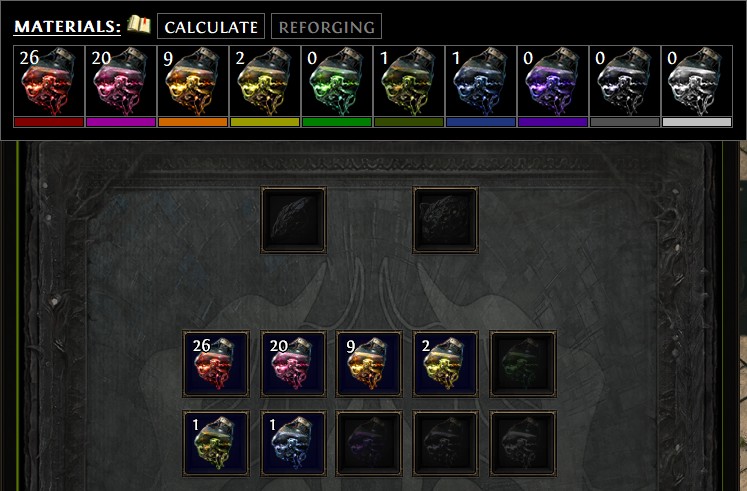 MATERIALS: CALCULATE REFORGING
26 20 9 2 0 1 1 0 0 0
26 20 9 2
1 1